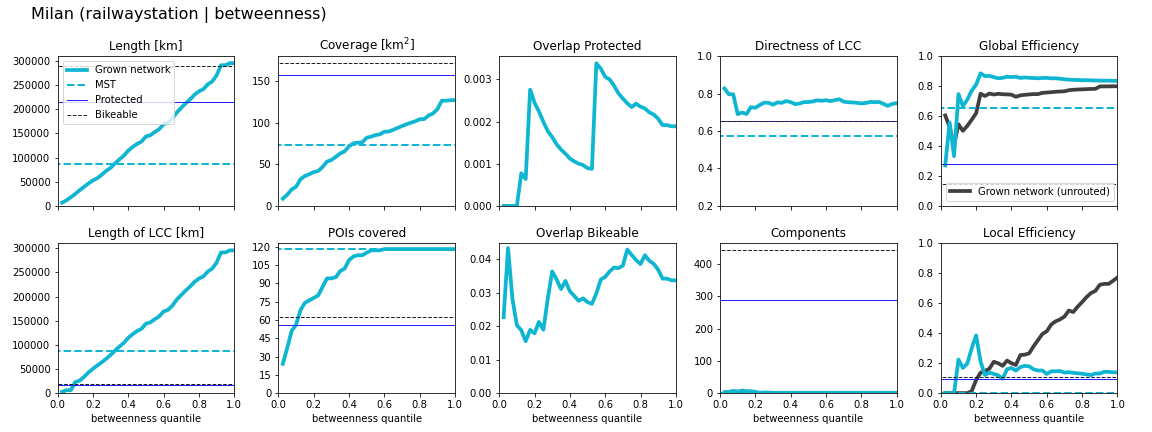 Milan (railwaystation | betweenness)
Length [km]
Coverage [km²]
Overlap Protected
Directness of LCC
Global Efficiency
300000
250000
200000
150000
100000
50000
0
Grown network
MST
Protected
Bikeable
150
100
50
0
0.003
0.002
0.001
0.000
1.0
0.8
0.6
0.4
0.2
1.0
0.8
0.6
0.4
0.2
0.0
Grown network (unrouted)
Length of LCC [km]
POIs covered
Overlap Bikeable
Components
Local Efficiency
300000
250000
200000
150000
100000
50000
0
120
105
90
75
60
45
30
15
0
0.04
0.03
0.02
0.01
0.00
400
300
200
100
0
1.0
0.8
0.6
0.4
0.2
0.0
0.0 0.2 0.4 0.6 0.8 1.0
0.0 0.2 0.4 0.6 0.8 1.0
0.0 0.2 0.4 0.6 0.8 1.0
0.0 0.2 0.4 0.6 0.8 1.0
0.0 0.2 0.4 0.6 0.8 1.0
betweenness quantile
betweenness quantile
betweenness quantile
betweenness quantile
betweenness quantile